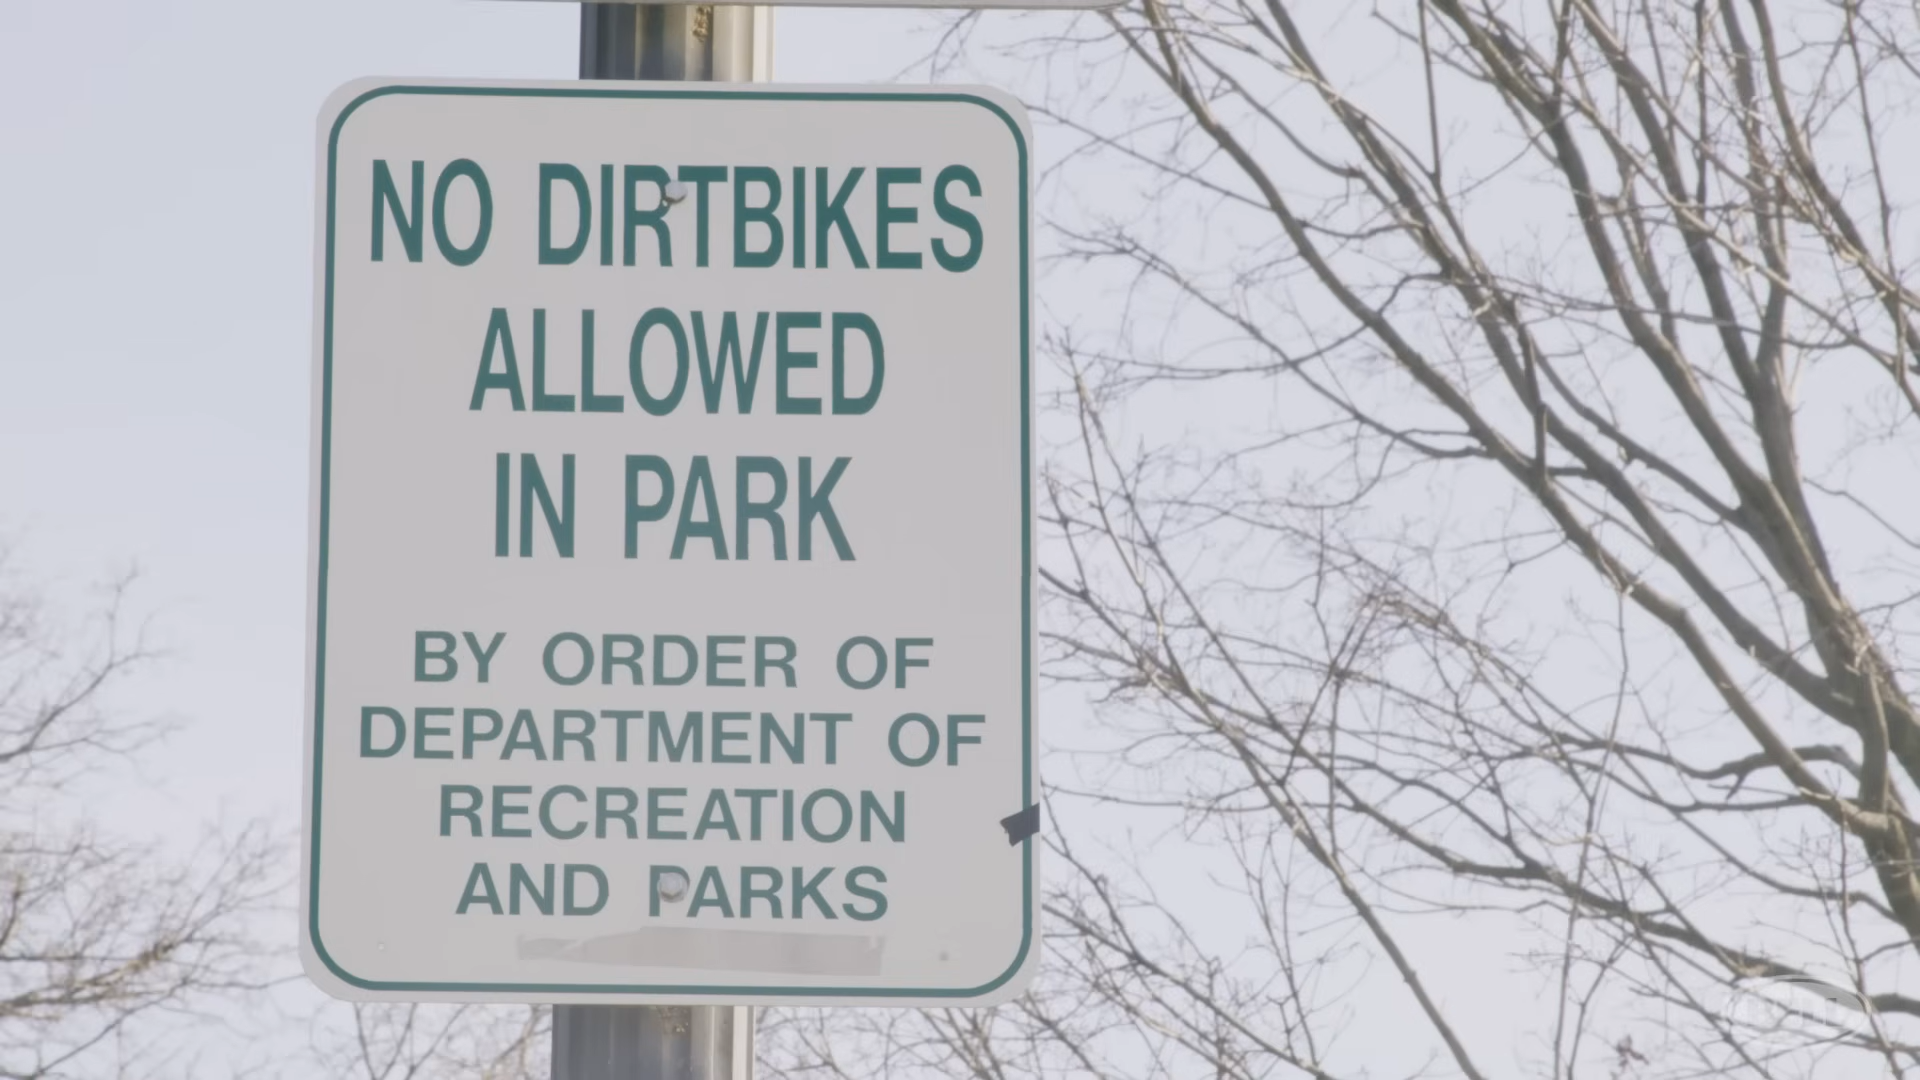 NO DIRTBIKES
ALLOWED
IN PARK
BY ORDER OF
DEPARTMENT OF
RECREATION
AND PARKS